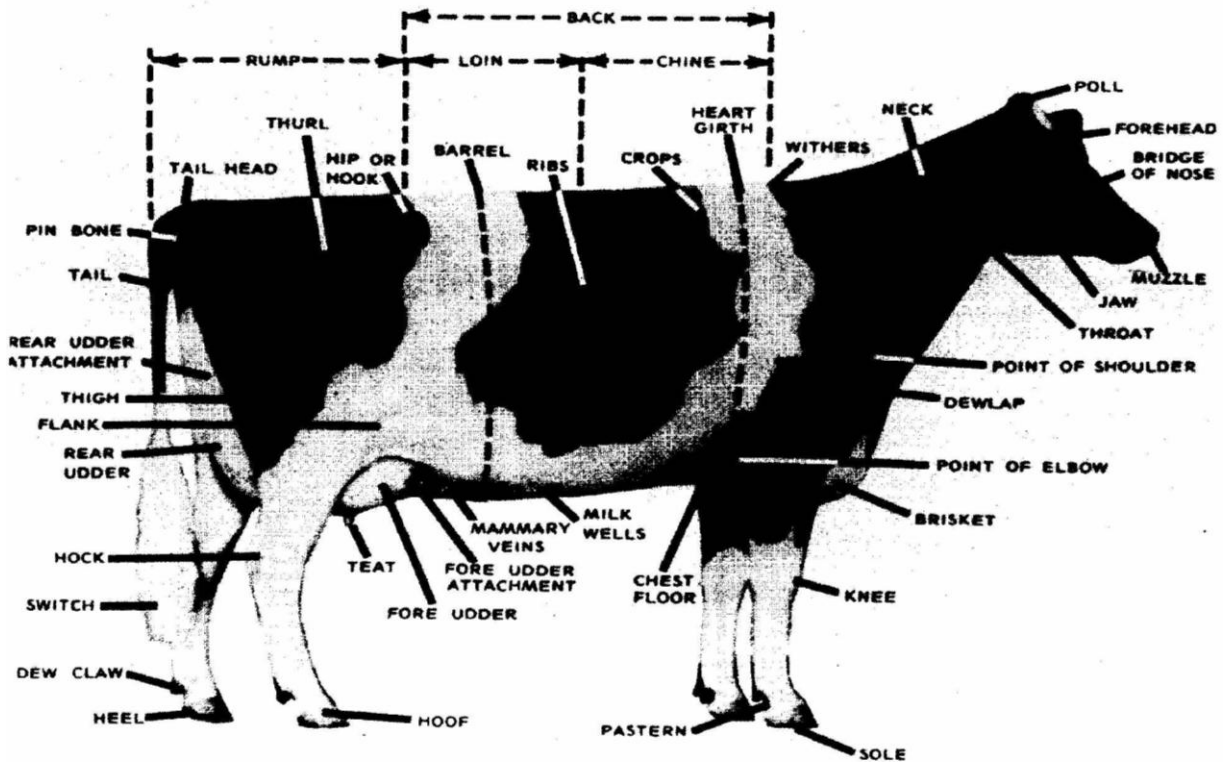 BACK
RUMP
LOIN
CHINE
POLL
NECK
HEART
GIRTH
FOREHEAD
THURL
BARREL
WITHERS
HIP OR
HOOK
CROPS
BRIDGE
OF NOSE
TAIL HEAD
RIBS
PIN BONE
TAIL
MUZZLE
JAW
THROAT
REAR UDDER
ATTACHMENT
POINT OF SHOULDER
THIGH
DEWLAP
FLANK
REAR
UDDER
POINT OF ELBOW
BRISKET
MILK
WELLS
MAMMARY
VEINS
HOCK
TEAT
FORE UDDER
ATTACHMENT
CHEST
FLOOR
KNEE
SWITCH
FORE UDDER
DEW CLAW
HEEL
HOOF
PASTERN
SOLE